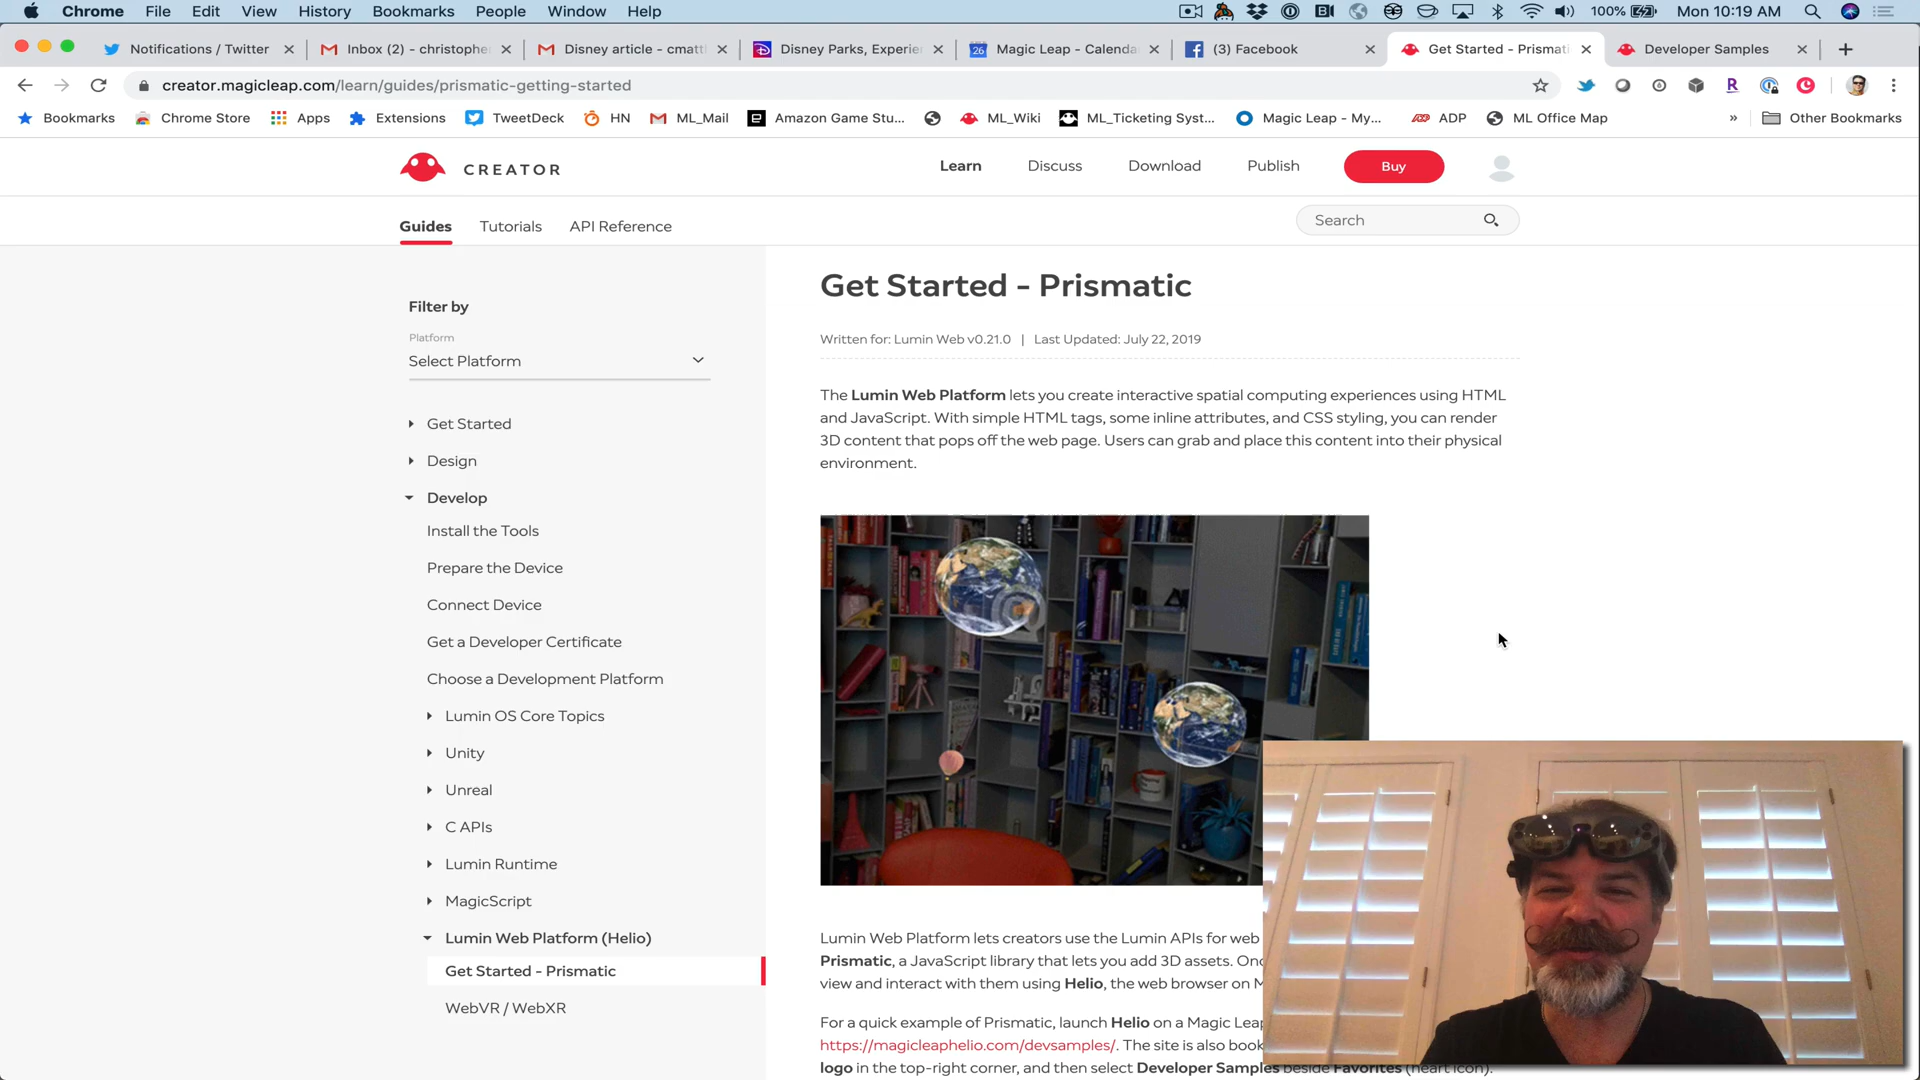 Chrome File Edit View History Bookmarks People Window Help 100% Mon 10:19 AM
Notifications / Twitter Inbox (2) - christophe Disney article - cmatt Disney Parks, Experie Magic Leap - Calenda (3) Facebook Get Started - Prismati Developer Samples
creator.magicleap.com/learn/guides/prismatic-getting-started
Bookmarks Chrome Store Apps Extensions TweetDeck HN ML_Mail Amazon Game Stu... ML_Wiki ML_Ticketing Syst... Magic Leap - My... ADP ML Office Map » Other Bookmarks
CREATOR Learn Discuss Download Publish Buy
Guides Tutorials API Reference Search
Filter by
Platform
Select Platform
Get Started
Design
Develop
Install the Tools
Prepare the Device
Connect Device
Get a Developer Certificate
Choose a Development Platform
Lumin OS Core Topics
Unity
Unreal
C APIs
Lumin Runtime
MagicScript
Lumin Web Platform (Helio)
Get Started - Prismatic
WebVR / WebXR
Get Started - Prismatic
Written for: Lumin Web v0.21.0 | Last Updated: July 22, 2019
The Lumin Web Platform lets you create interactive spatial computing experiences using HTML
and JavaScript. With simple HTML tags, some inline attributes, and CSS styling, you can render
3D content that pops off the web page. Users can grab and place this content into their physical
environment.
Lumin Web Platform lets creators use the Lumin APIs for web
Prismatic, a JavaScript library that lets you add 3D assets. Onc
view and interact with them using Helio, the web browser on M
For a quick example of Prismatic, launch Helio on a Magic Leap
https://magicleaphelio.com/devsamples/. The site is also book
logo in the top-right corner, and then select Developer Samples beside Favorites (heart icon).